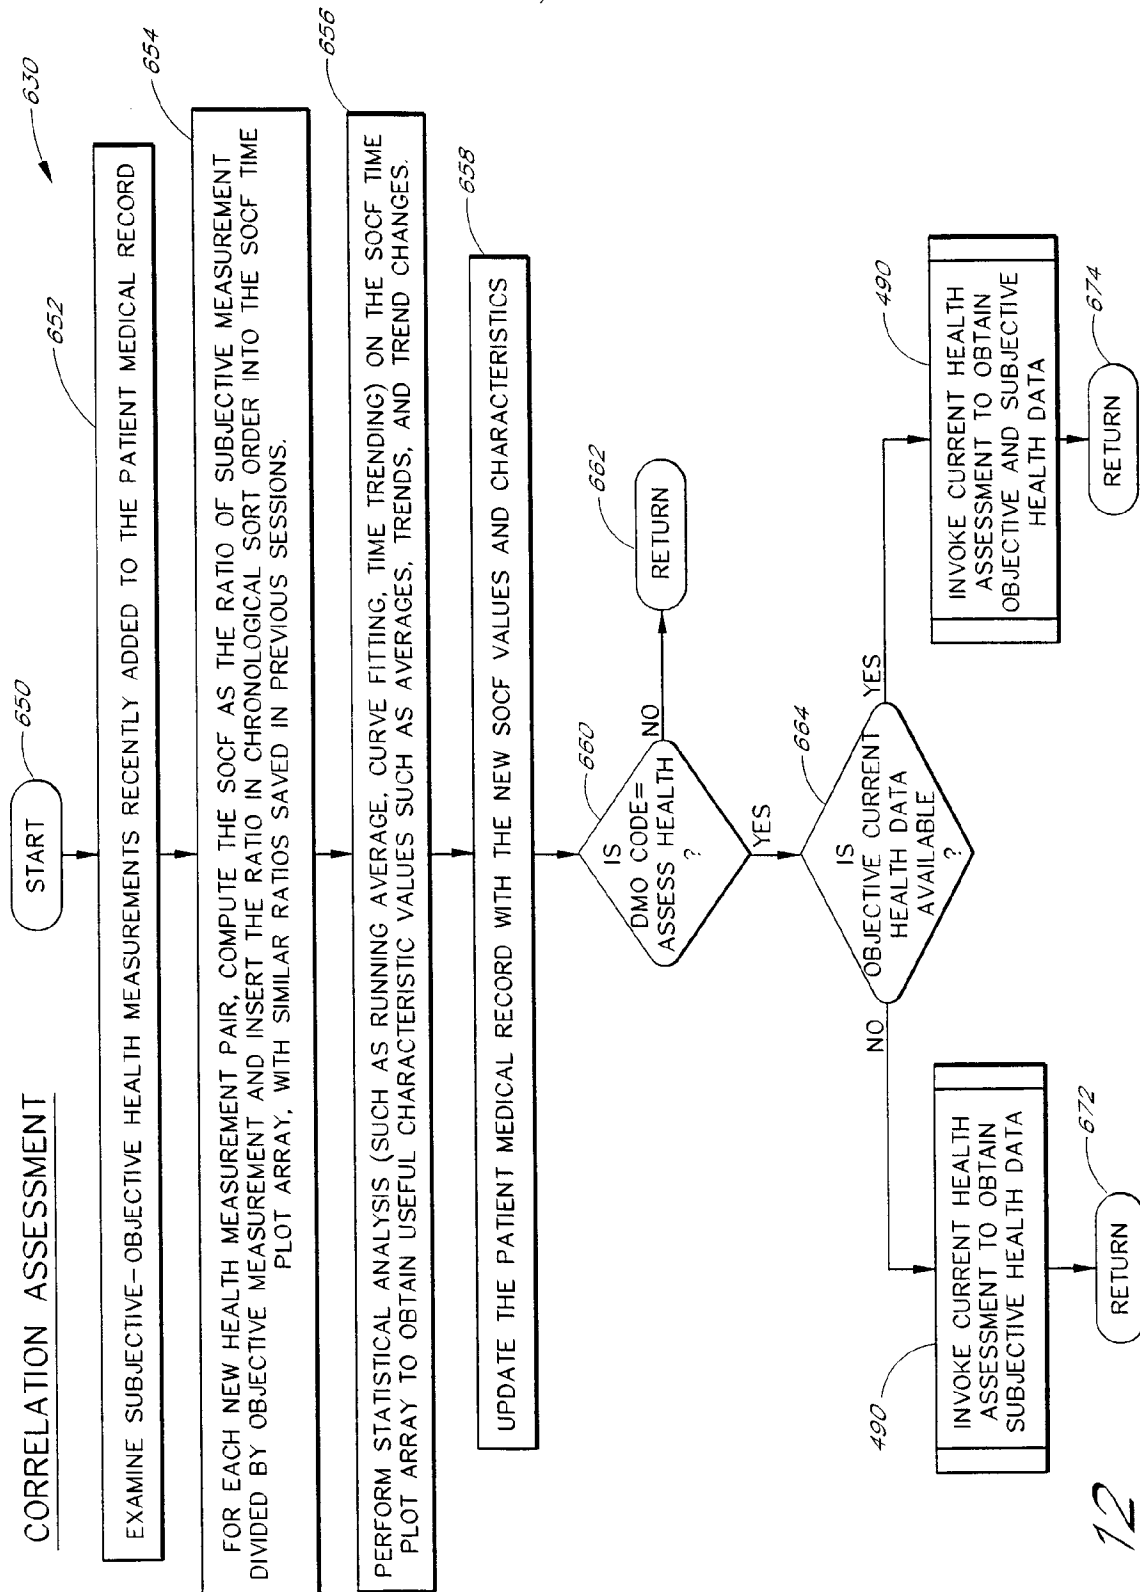 CORRELATION ASSESSMENT
630
START
650
652
EXAMINE SUBJECTIVE-OBJECTIVE HEALTH MEASUREMENTS RECENTLY ADDED TO THE PATIENT MEDICAL RECORD
654
FOR EACH NEW HEALTH MEASUREMENT PAIR, COMPUTE THE SOCF AS THE RATIO OF SUBJECTIVE MEASUREMENT
DIVIDED BY OBJECTIVE MEASUREMENT AND INSERT THE RATIO IN CHRONOLOGICAL SORT ORDER INTO THE SOCF TIME
PLOT ARRAY, WITH SIMILAR RATIOS SAVED IN PREVIOUS SESSIONS.
656
PERFORM STATISTICAL ANALYSIS (SUCH AS RUNNING AVERAGE, CURVE FITTING, TIME TRENDING) ON THE SOCF TIME
PLOT ARRAY TO OBTAIN USEFUL CHARACTERISTIC VALUES SUCH AS AVERAGES, TRENDS, AND TREND CHANGES.
658
UPDATE THE PATIENT MEDICAL RECORD WITH THE NEW SOCF VALUES AND CHARACTERISTICS
660
IS
DMO CODE=
ASSESS HEALTH
?
NO
662
RETURN
YES
664
IS
OBJECTIVE CURRENT
HEALTH DATA
AVAILABLE
?
NO
YES
490
INVOKE CURRENT HEALTH
ASSESSMENT TO OBTAIN
SUBJECTIVE HEALTH DATA
672
RETURN
490
INVOKE CURRENT HEALTH
ASSESSMENT TO OBTAIN
OBJECTIVE AND SUBJECTIVE
HEALTH DATA
674
RETURN
12